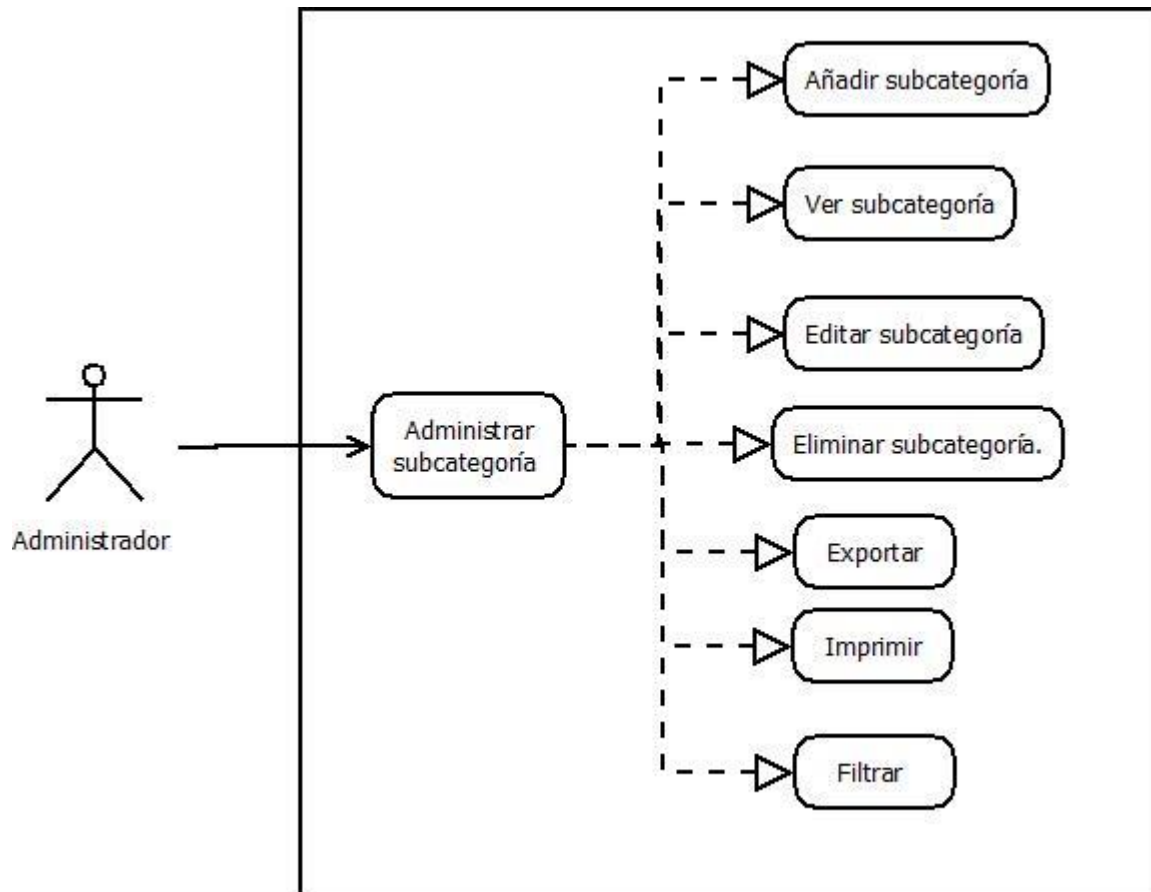 Añadir subcategoría
Ver subcategoría
Editar subcategoría
Administrar
subcategoría
Eliminar subcategoría.
Administrador
Exportar
Imprimir
Filtrar